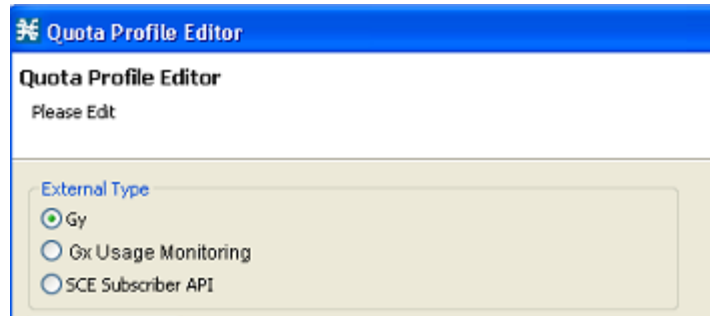 Quota Profile Editor
Quota Profile Editor
Please Edit
External Type
Gy
Gx Usage Monitoring
SCE Subscriber API